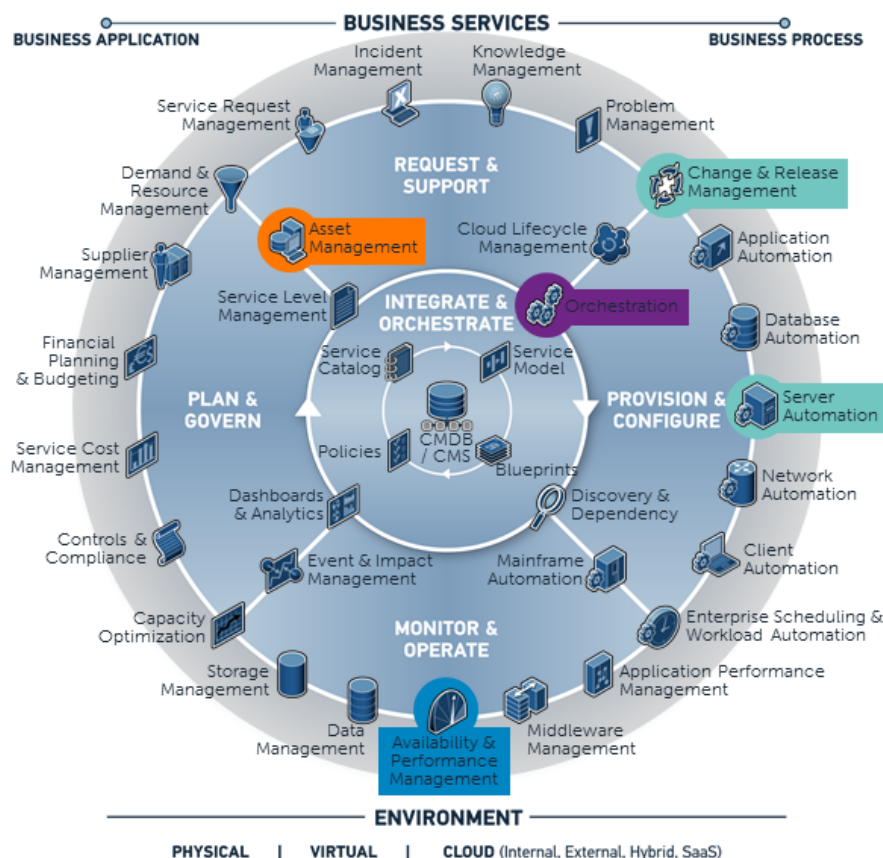 BUSINESS SERVICES
BUSINESS APPLICATION
BUSINESS PROCESS
Incident
Management
Knowledge
Management
Service Request
Management
Problem
Management
REQUEST &
SUPPORT
Demand &
Resource
Management
Change & Release
Management
Asset
Management
Cloud Lifecycle
Management
Application
Automation
Supplier
Management
Service Level
Management
INTEGRATE &
ORCHESTRATE
Orchestration
Database
Automation
Financial
Planning
& Budgeting
Service
Catalog
Service
Model
PLAN &
GOVERN
PROVISION &
CONFIGURE
Server
Automation
CMDB
/ CMS
Service Cost
Management
Policies
Blueprints
Network
Automation
Dashboards
& Analytics
Discovery &
Dependency
Controls &
Compliance
Event & Impact
Management
Mainframe
Automation
Client
Automation
Capacity
Optimization
MONITOR &
OPERATE
Enterprise Scheduling &
Workload Automation
Storage
Management
Application Performance
Management
Data
Management
Availability &
Performance
Management
Middleware
Management
ENVIRONMENT
PHYSICAL | VIRTUAL | CLOUD (Internal, External, Hybrid, SaaS)